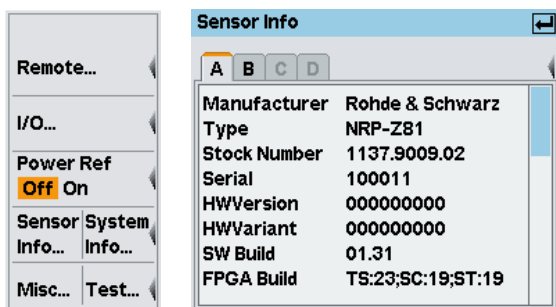 Remote...
I/O...
Power Ref
Off On
Sensor System
Info... Info...
Misc... Test...
Sensor Info
A B C D
Manufacturer Rohde & Schwarz
Type NRP-Z81
Stock Number 1137.9009.02
Serial 100011
HWVersion 000000000
HWVariant 000000000
SW Build 01.31
FPGA Build TS:23;SC:19;ST:19